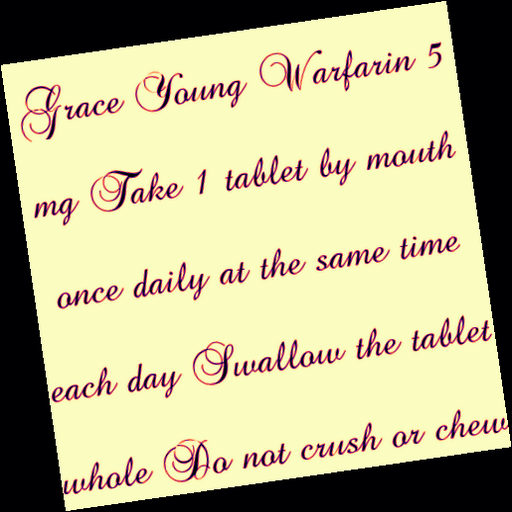 Grace Young Warfarin 5
mg Take 1 tablet by mouth
once daily at the same time
each day Swallow the tablet
whole Do not crush or chew